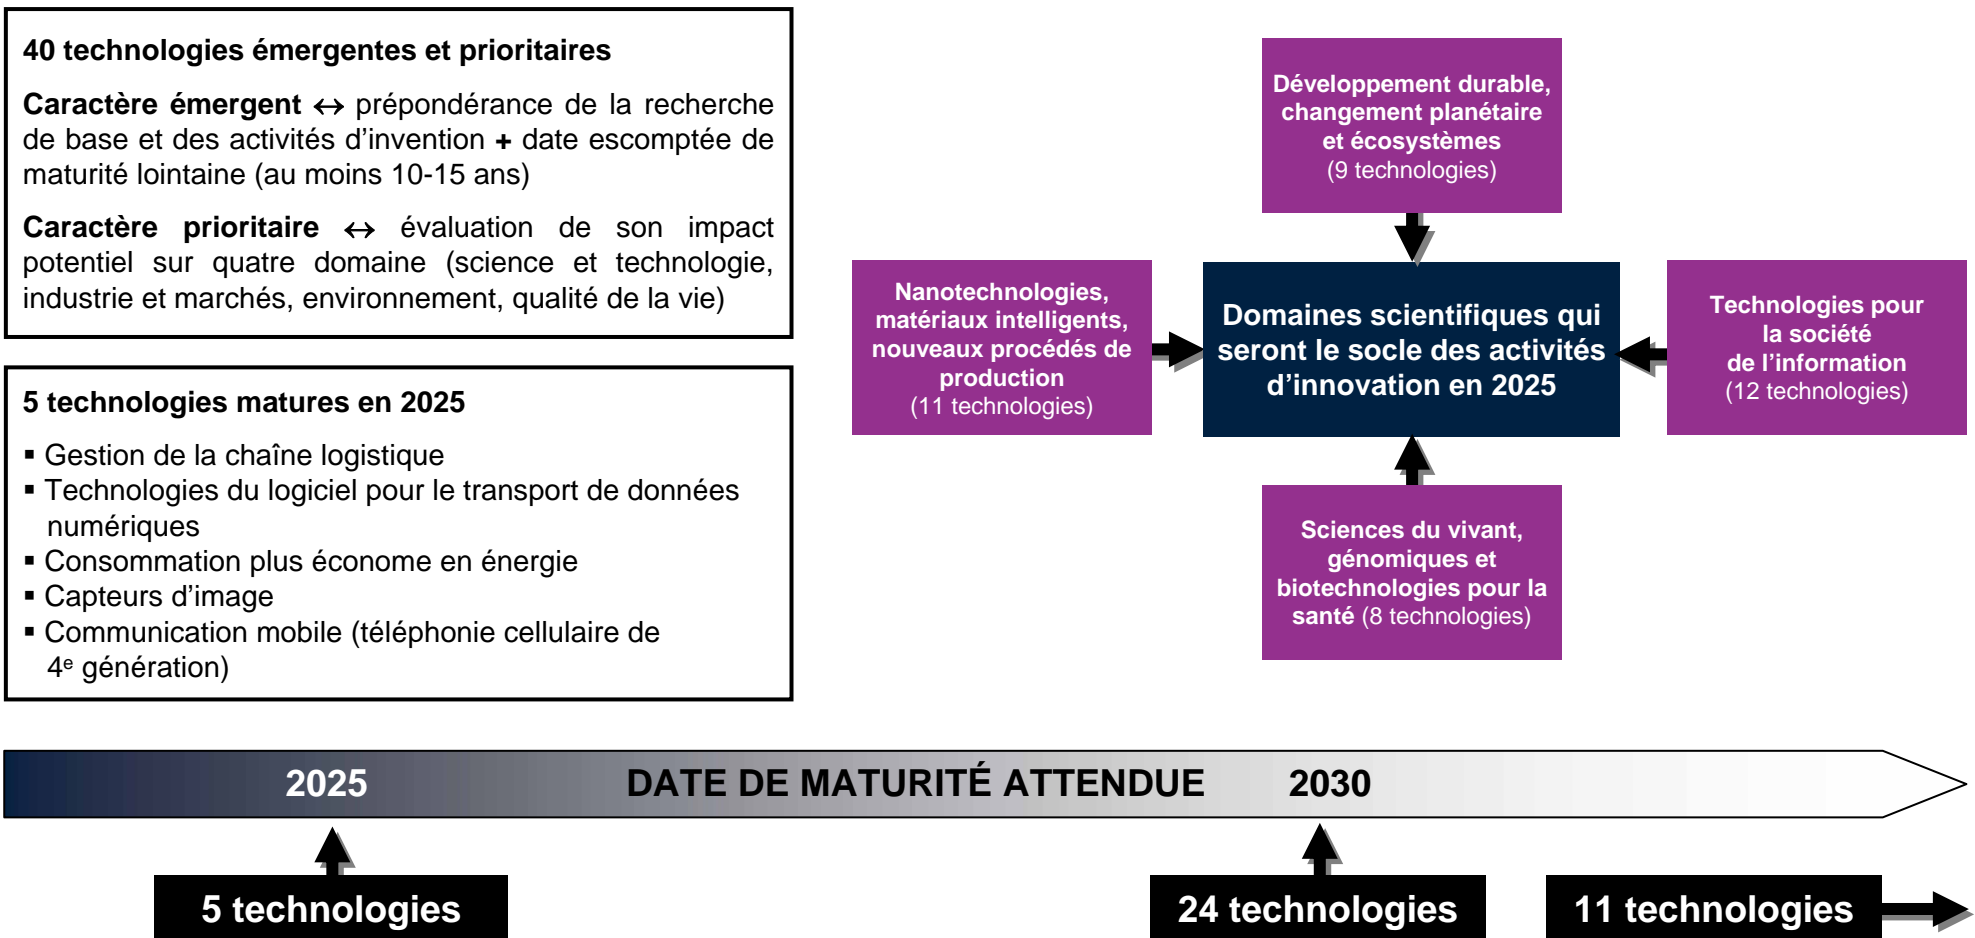 40 technologies émergentes et prioritaires
Caractère émergent ↔ prépondérance de la recherche
de base et des activités d’invention + date escomptée de
maturité lointaine (au moins 10-15 ans)
Caractère prioritaire ↔ évaluation de son impact
potentiel sur quatre domaine (science et technologie,
industrie et marchés, environnement, qualité de la vie)
5 technologies matures en 2025
▪ Gestion de la chaîne logistique
▪ Technologies du logiciel pour le transport de données
numériques
▪ Consommation plus économe en énergie
▪ Capteurs d’image
▪ Communication mobile (téléphonie cellulaire de
4e génération)
Développement durable,
changement planétaire
et écosystèmes
(9 technologies)
Nanotechnologies,
matériaux intelligents,
nouveaux procédés de
production
(11 technologies)
Domaines scientifiques qui
seront le socle des activités
d’innovation en 2025
Technologies pour
la société
de l’information
(12 technologies)
Sciences du vivant,
génomiques et
biotechnologies pour la
santé (8 technologies)
2025 DATE DE MATURITÉ ATTENDUE 2030
5 technologies
24 technologies
11 technologies